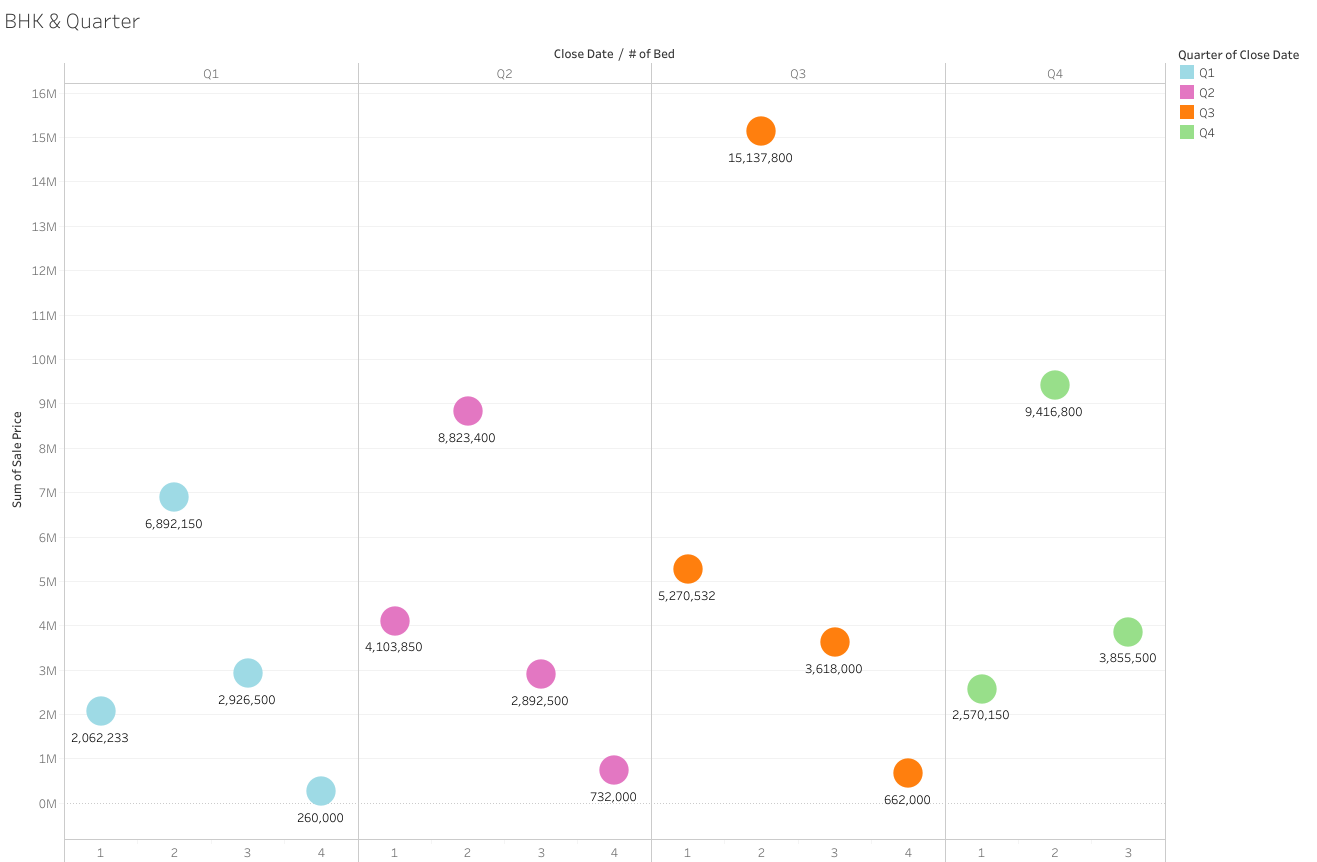 BHK & Quarter
Close Date / # of Bed
Q1 Q2 Q3 Q4
Quarter of Close Date
Q1
Q2
Q3
Q4
Sum of Sale Price
16M
15M
14M
13M
12M
11M
10M
9M
8M
7M
6M
5M
4M
3M
2M
1M
0M
15,137,800
9,416,800
8,823,400
6,892,150
5,270,532
4,103,850
3,855,500
3,618,000
2,926,500
2,892,500
2,570,150
2,062,233
732,000
662,000
260,000
1 2 3 4 1 2 3 4 1 2 3 4 1 2 3